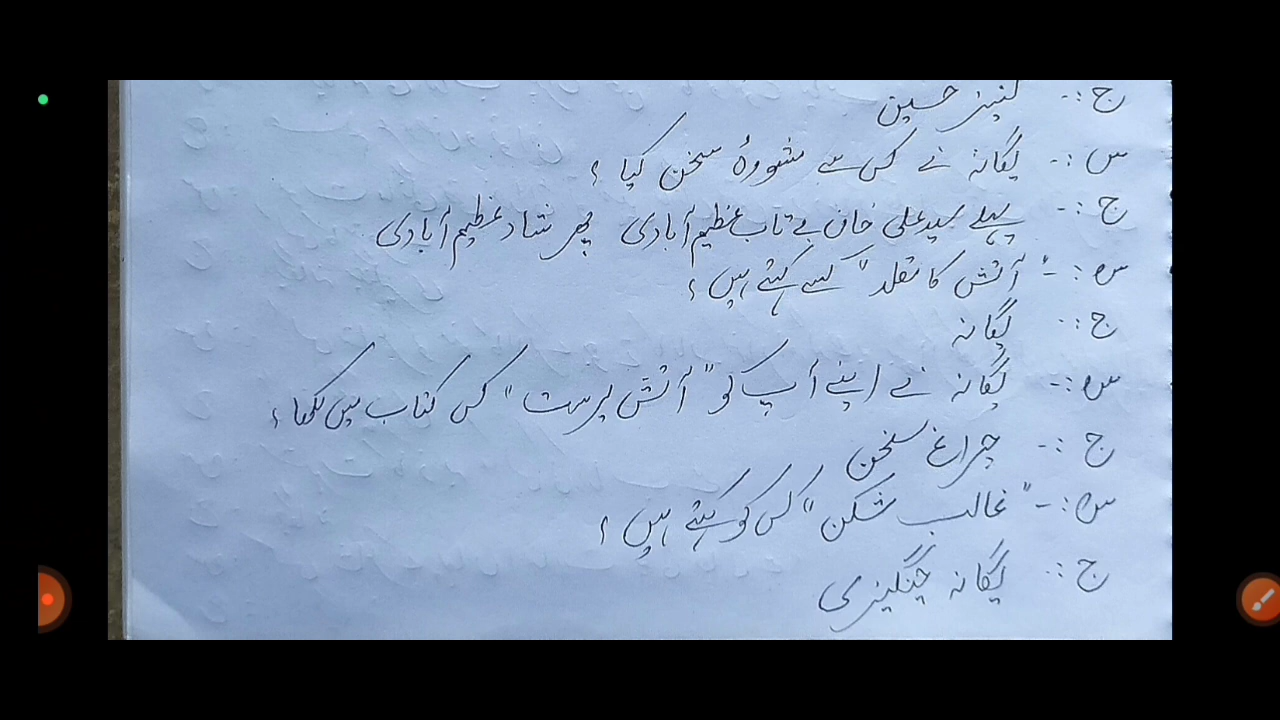 ج :- کنیز حسین
س :- یگانہ نے کس سے مشورۂ سخن کیا ؟
ج :- پہلے سید علی خان بے تاب عظیم آبادی پھر شاد عظیم آبادی
س :- "آتش کا مقلد" کسے کہتے ہیں ؟
ج :- یگانہ
س :- یگانہ نے اپنے آپ کو "آتش پرست" کس کتاب میں لکھا ؟
ج :- چراغ سخن
س :- "غالب شکن" کس کو کہتے ہیں ؟
ج :- یگانہ چنگیزی